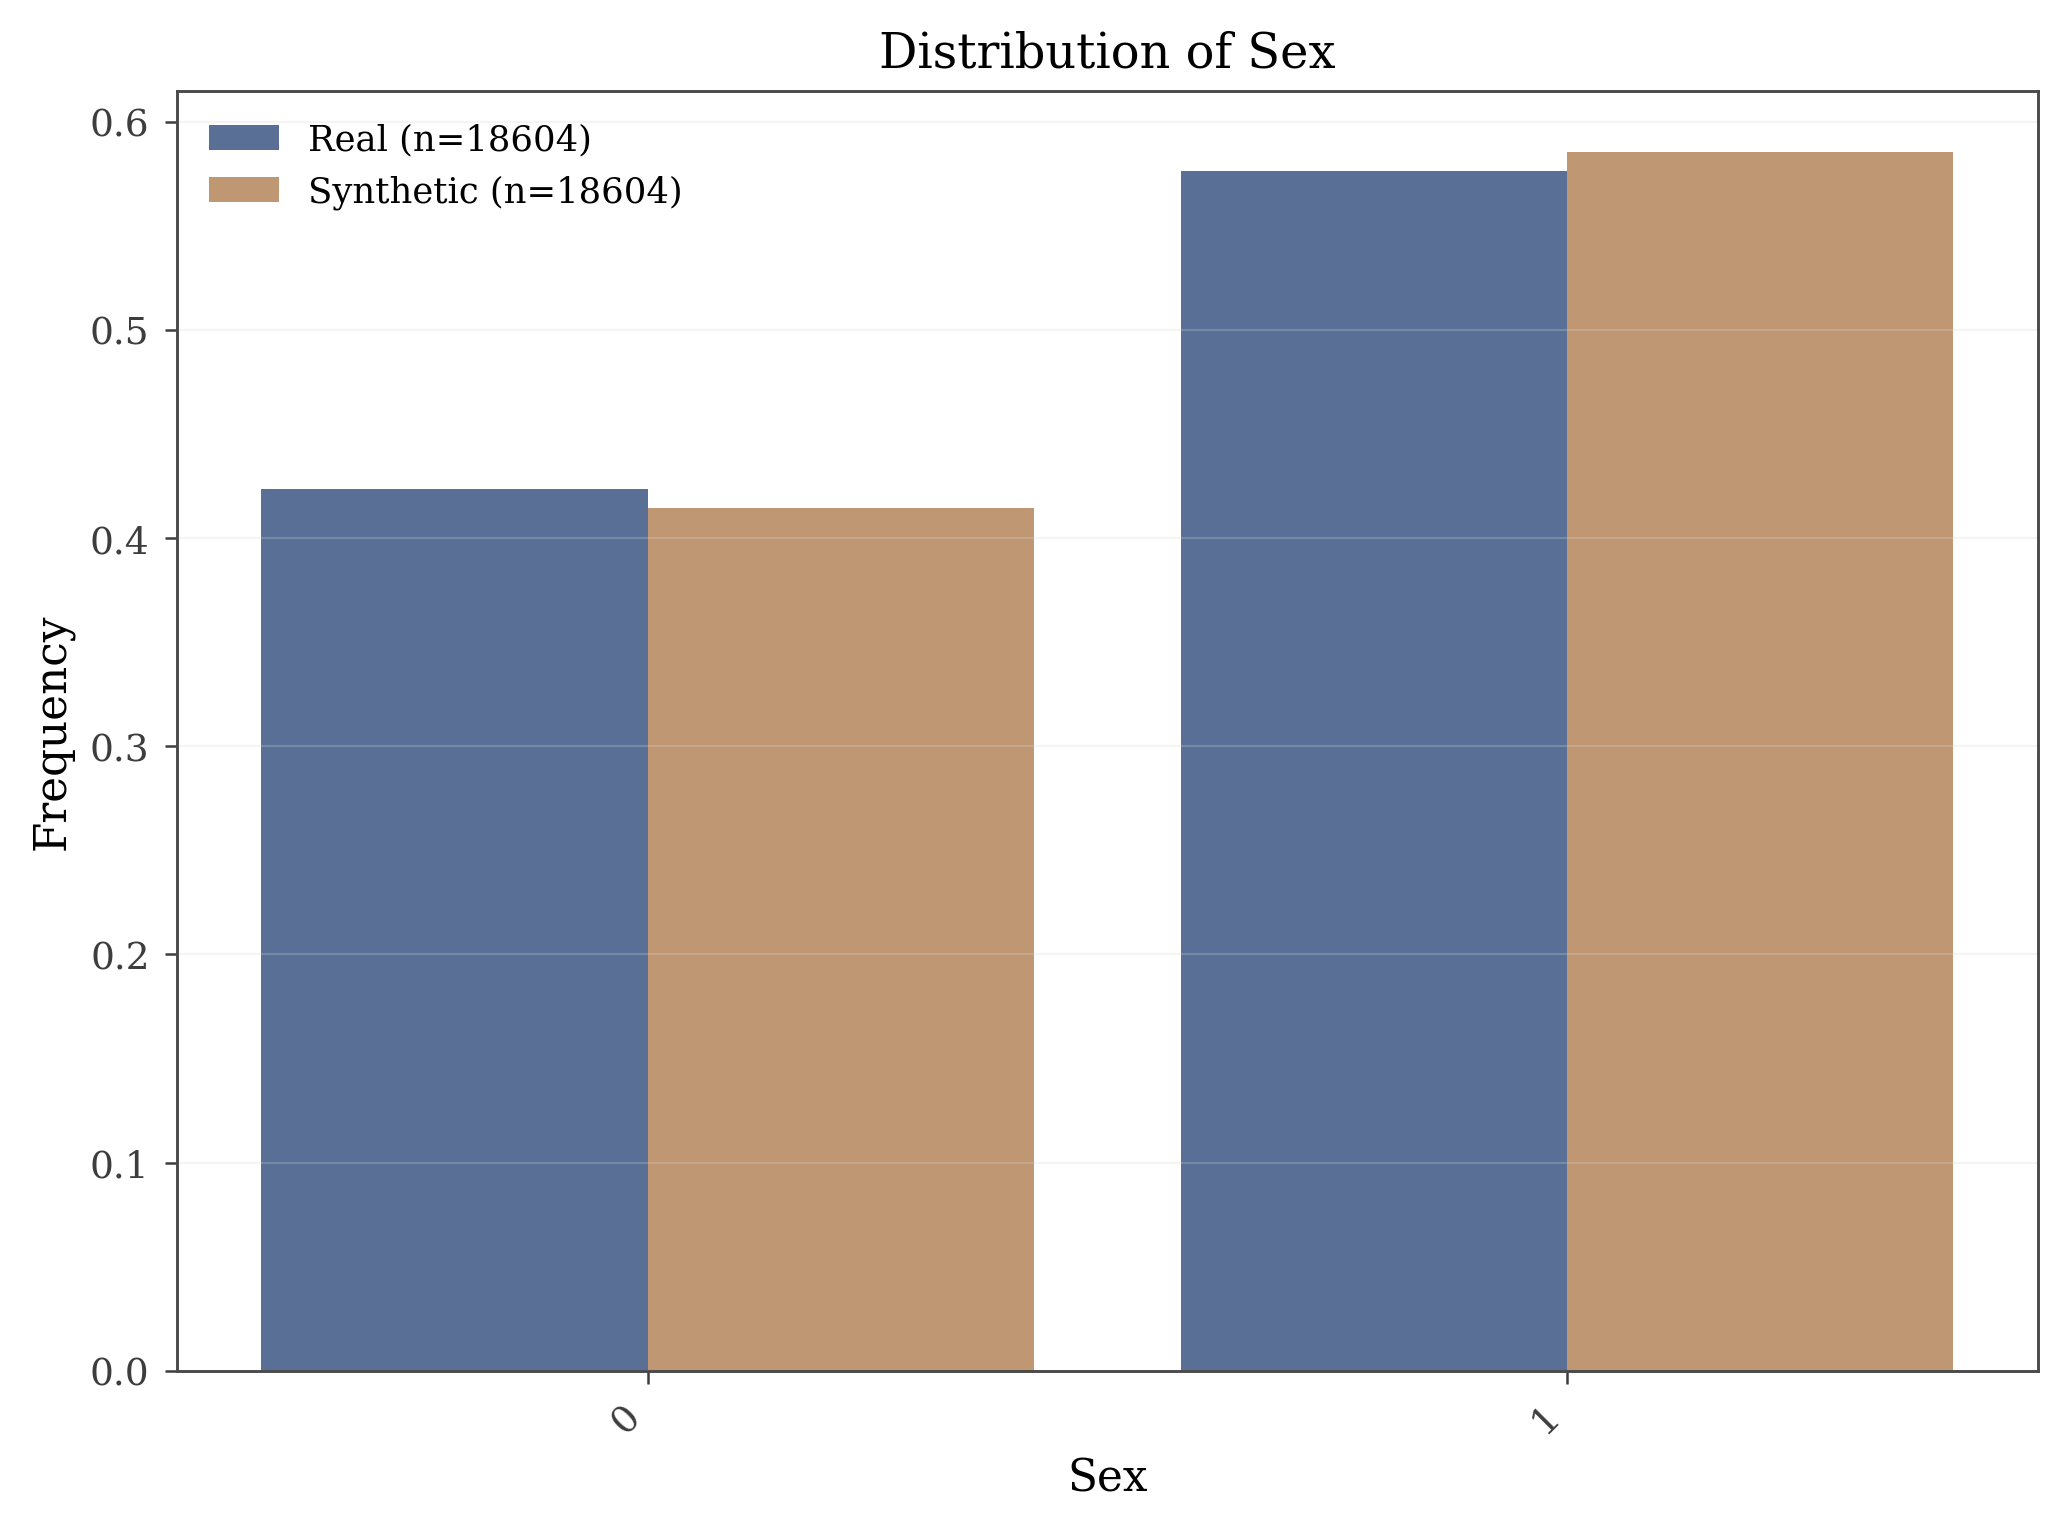 Distribution of Sex
Real (n=18604)
Synthetic (n=18604)
Frequency
0.6
0.5
0.4
0.3
0.2
0.1
0.0
0
1
Sex